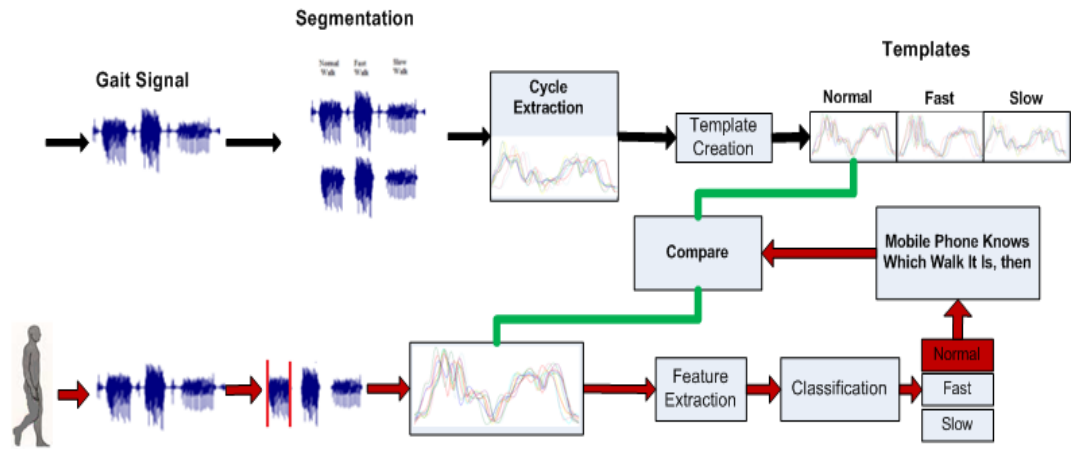 Segmentation
Normal Walk
Fast Walk
Slow Walk
Gait Signal
Cycle
Extraction
Template
Creation
Templates
Normal
Fast
Slow
Compare
Mobile Phone Knows
Which Walk It Is, then
Feature
Extraction
Classification
Normal
Fast
Slow